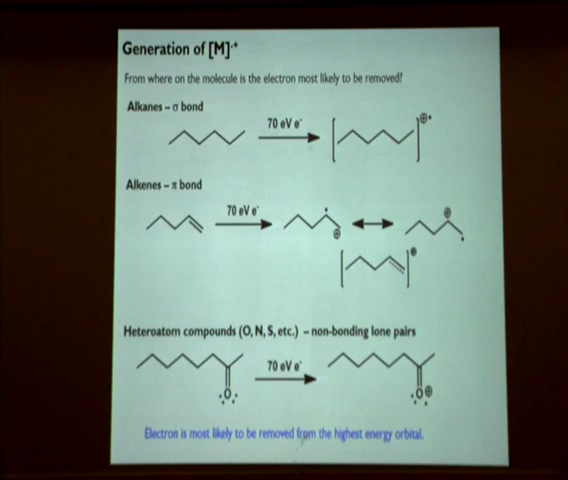 Generation of [M]·+
From where on the molecule is the electron most likely to be removed?
Alkanes – σ bond
70 eV e-
⊕·
Alkenes – π bond
70 eV e-
·
⊕
⊕
·
Heteroatom compounds (O, N, S, etc.) – non-bonding lone pairs
70 eV e-
:O:
·O⊕
Electron is most likely to be removed from the highest energy orbital.